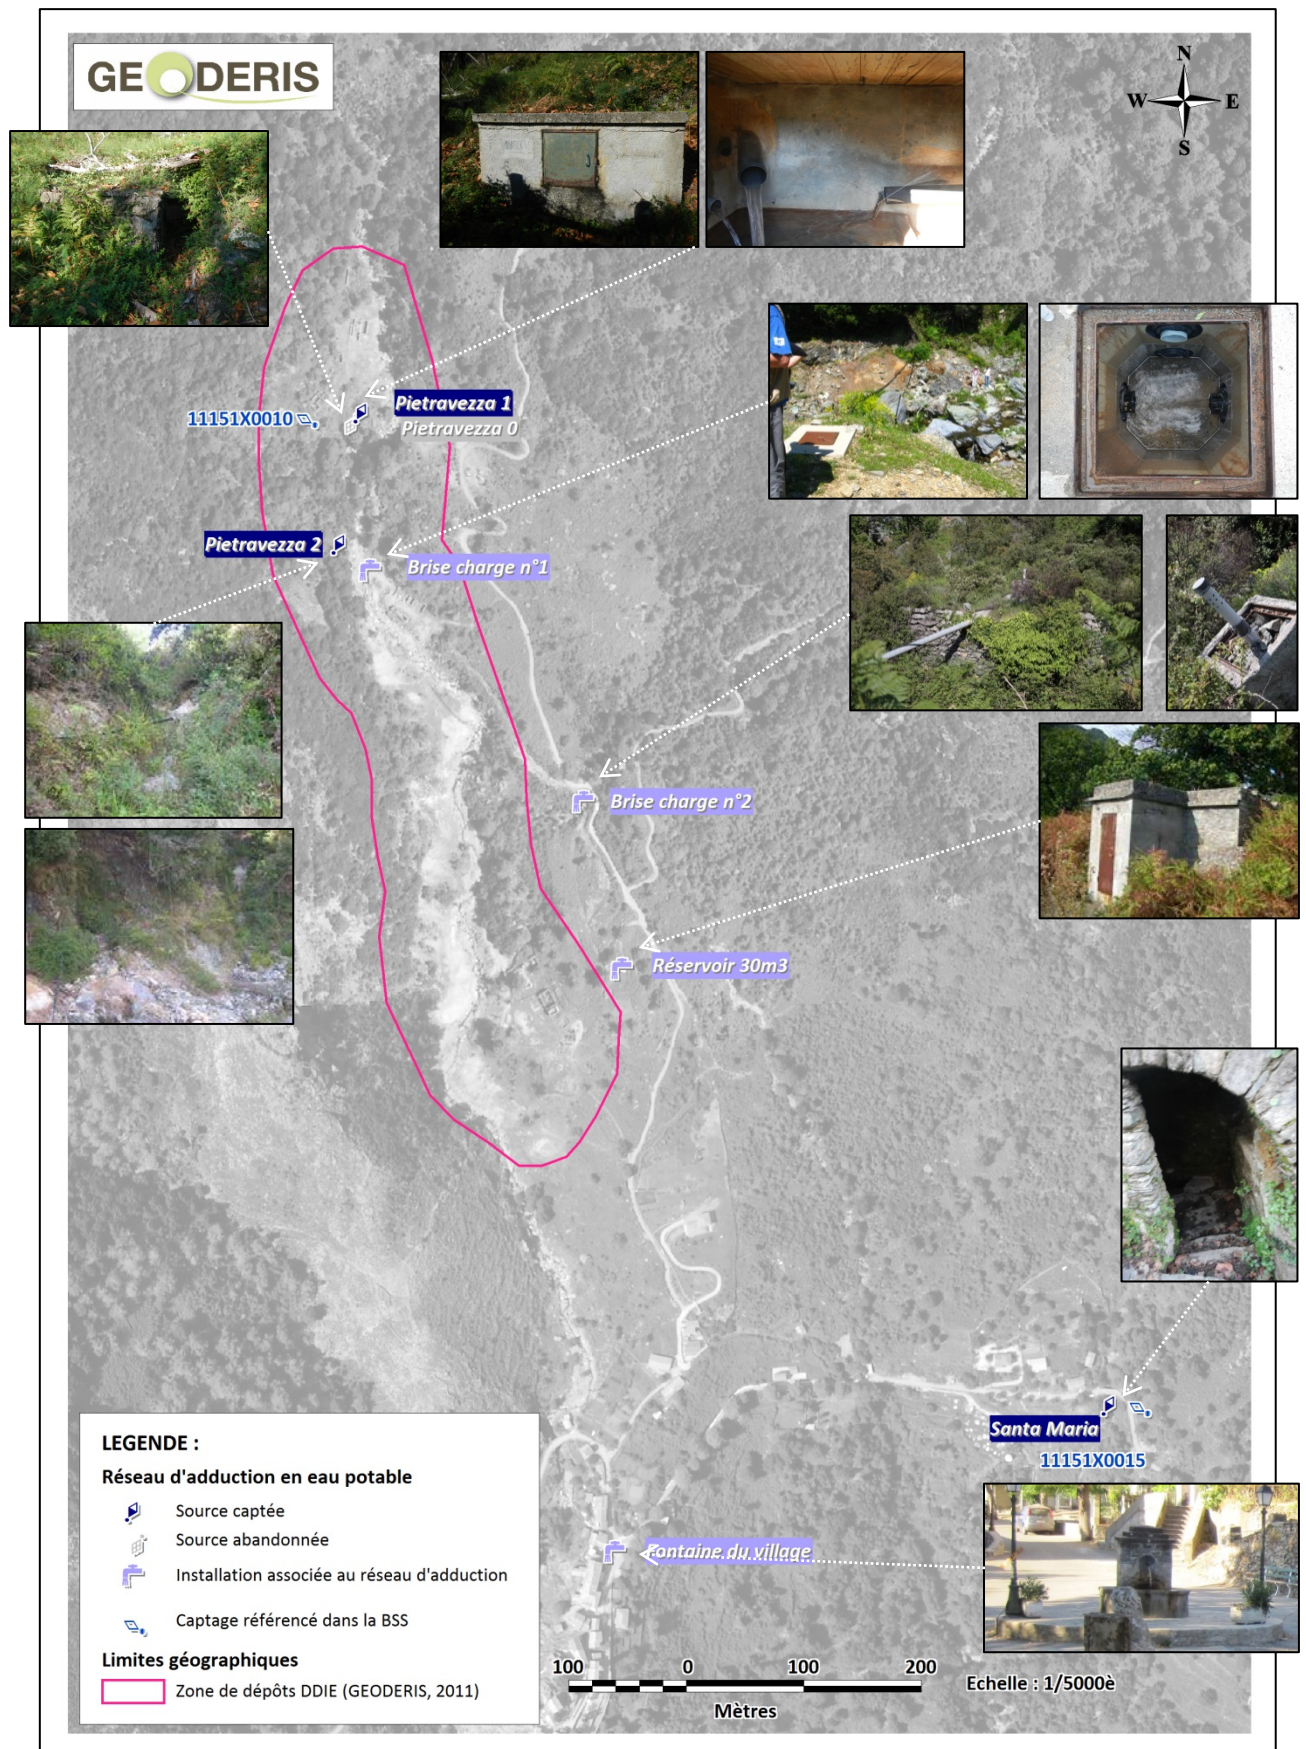 GEODERIS
N
W E
S
Pietravezza 1
11151X0010
Pietravezza 0
Pietravezza 2
Brise charge n°1
Brise charge n°2
Réservoir 30m3
Santa Maria
11151X0015
Fontaine du village
LEGENDE :
Réseau d'adduction en eau potable
Source captée
Source abandonnée
Installation associée au réseau d'adduction
Captage référencé dans la BSS
Limites géographiques
Zone de dépôts DDIE (GEODERIS, 2011)
100 0 100 200
Mètres
Echelle : 1/5000è